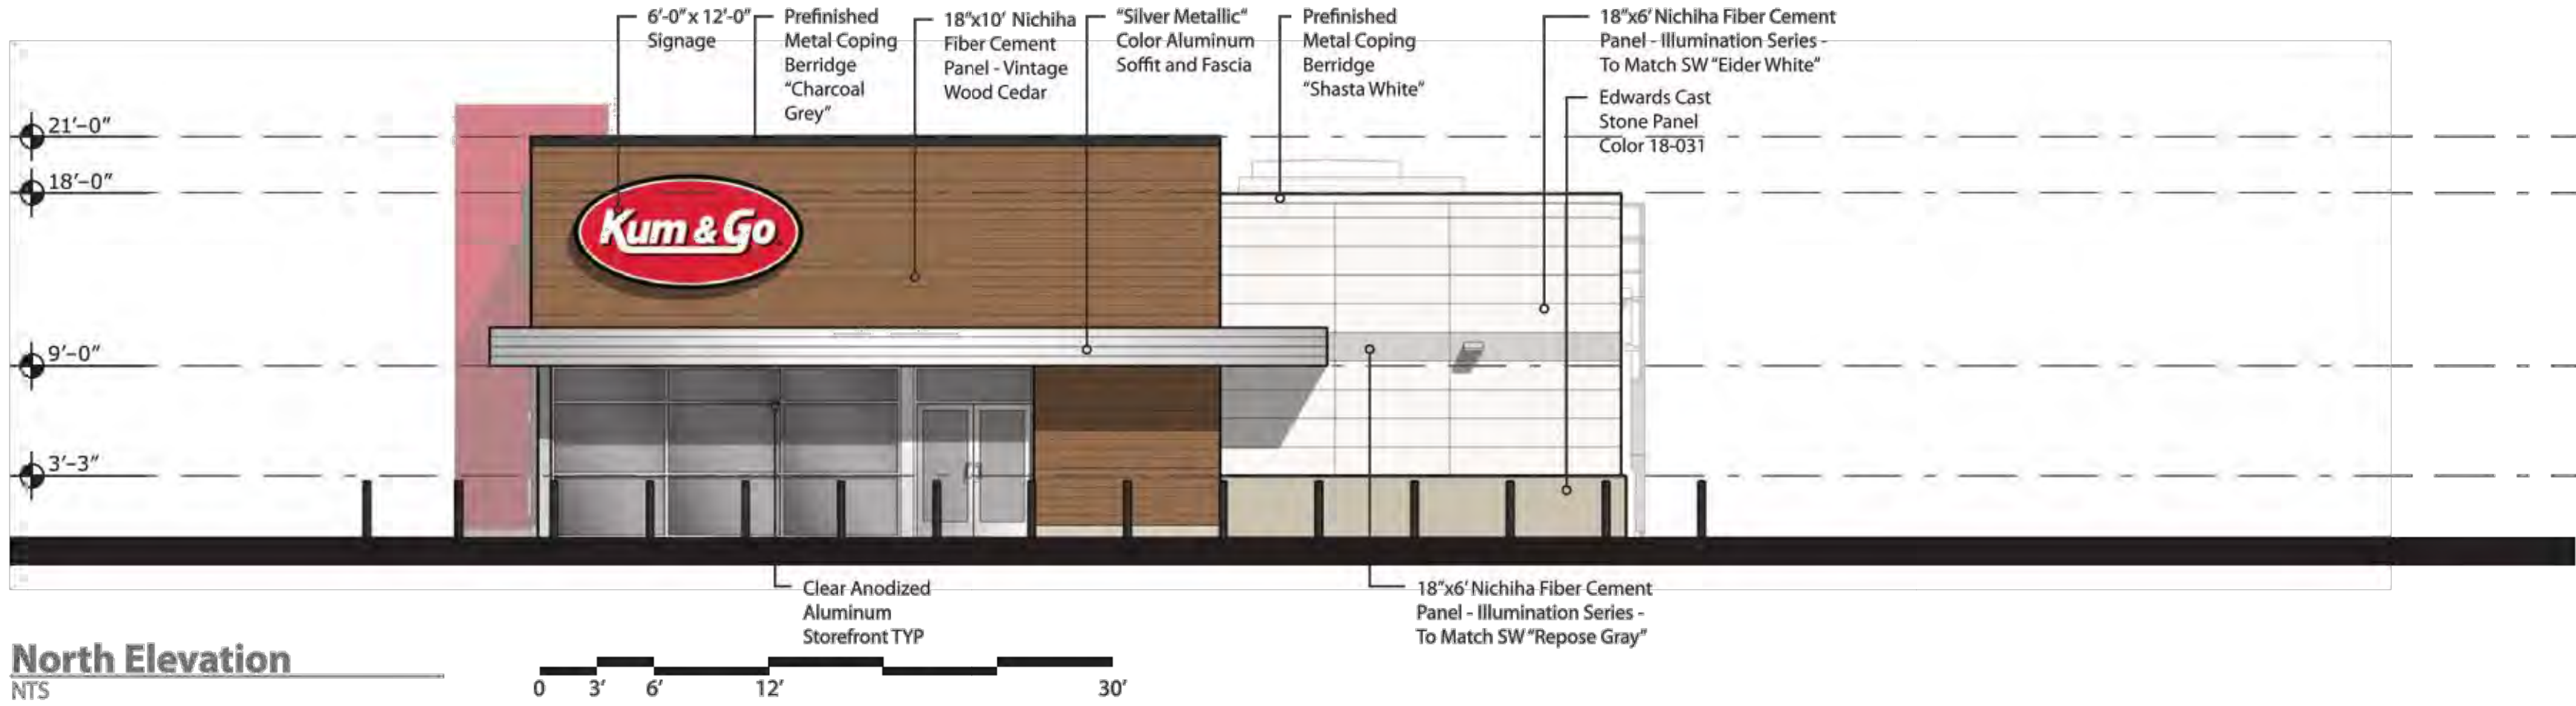 6'-0" x 12'-0"
Signage
Prefinished
Metal Coping
Berridge
"Charcoal
Grey"
18"x10' Nichiha
Fiber Cement
Panel - Vintage
Wood Cedar
"Silver Metallic"
Color Aluminum
Soffit and Fascia
Prefinished
Metal Coping
Berridge
"Shasta White"
18"x6' Nichiha Fiber Cement
Panel - Illumination Series -
To Match SW "Eider White"
Edwards Cast
Stone Panel
Color 18-031
21'-0"
18'-0"
9'-0"
3'-3"
Kum & Go
Clear Anodized
Aluminum
Storefront TYP
18"x6' Nichiha Fiber Cement
Panel - Illumination Series -
To Match SW "Repose Gray"
North Elevation
NTS
0 3' 6' 12' 30'